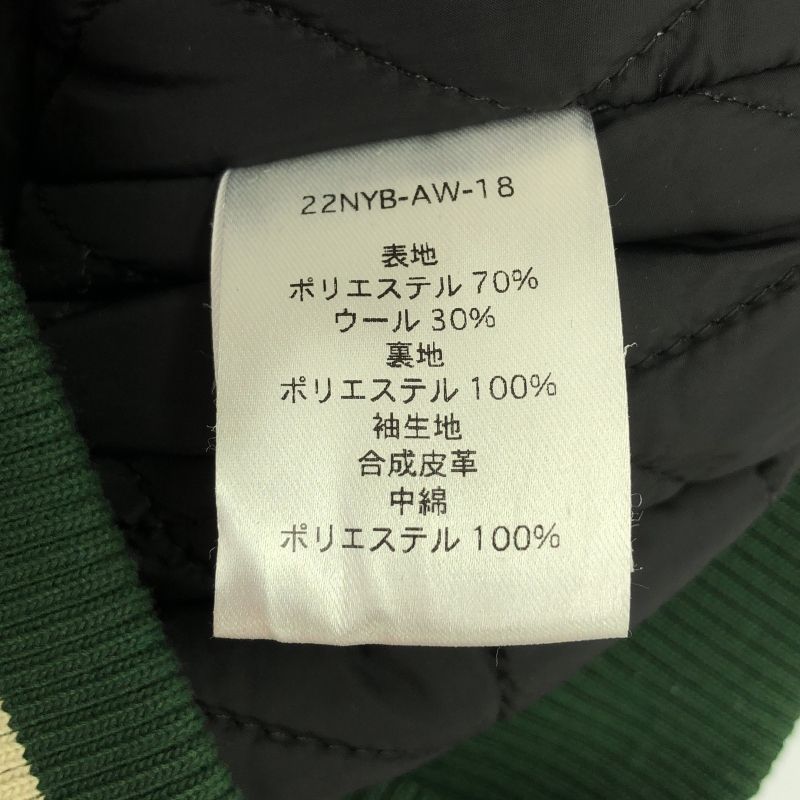 22NYB-AW-18
表地
ポリエステル 70%
ウール 30%
裏地
ポリエステル 100%
袖生地
合成皮革
中綿
ポリエステル 100%